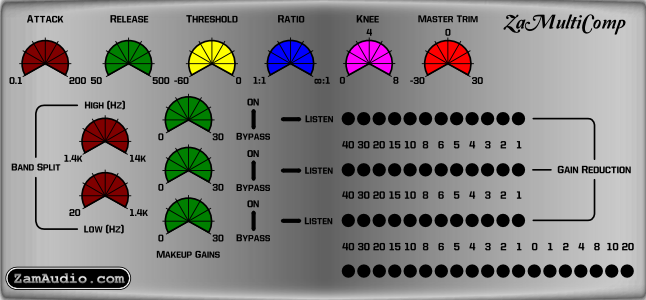 ATTACK RELEASE THRESHOLD RATIO KNEE MASTER TRIM ZaMultiComp
4 0
0.1 200 50 500 -60 0 1:1 ∞:1 0 8 -30 30
HIGH (HZ) ON
LISTEN
0 30 BYPASS
1.4K 14K 40 30 20 15 10 8 6 5 4 3 2 1
ON
BAND SPLIT LISTEN GAIN REDUCTION
0 30 BYPASS
40 30 20 15 10 8 6 5 4 3 2 1
20 1.4K ON
LISTEN
LOW (HZ) 0 30 BYPASS
40 30 20 15 10 8 6 5 4 3 2 1 0 1 2 4 8 10 20
MAKEUP GAINS
ZamAudio.com